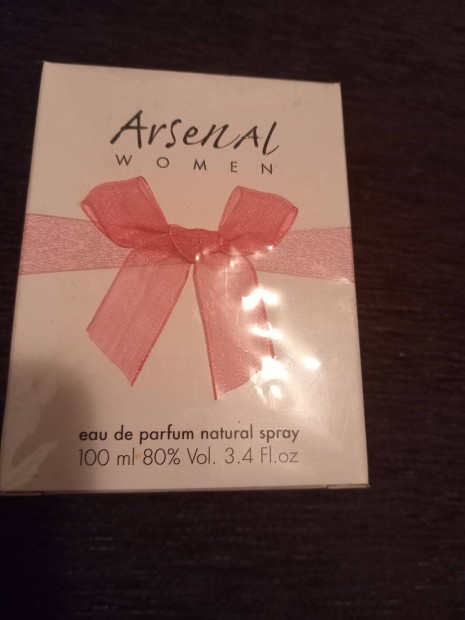 Arsenal
WOMEN
eau de parfum natural spray
100 ml 80% Vol. 3.4 Fl.oz